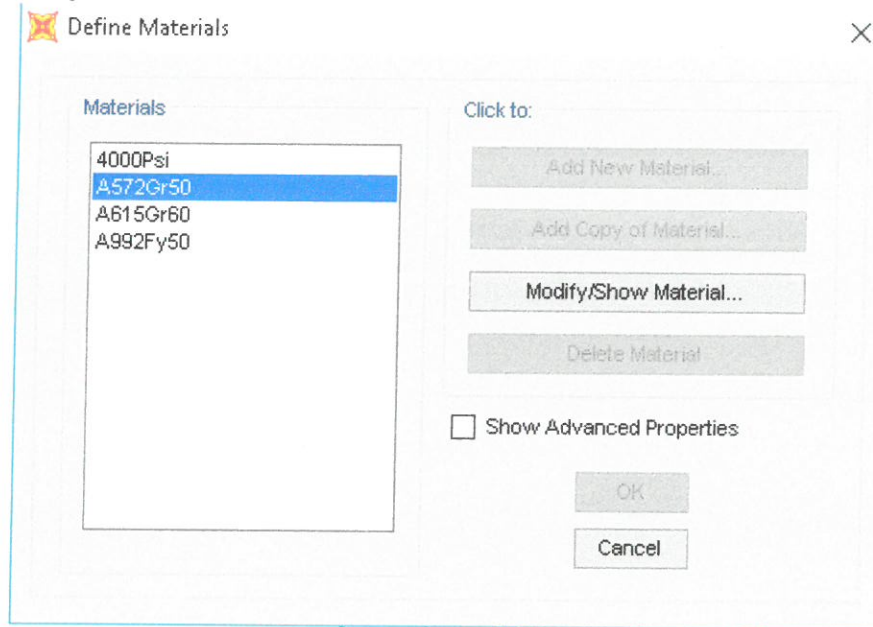 Define Materials
Materials
4000Psi
A572Gr50
A615Gr60
A992Fy50
Click to:
Add New Material...
Add Copy of Material...
Modify/Show Material...
Delete Material
Show Advanced Properties
OK
Cancel